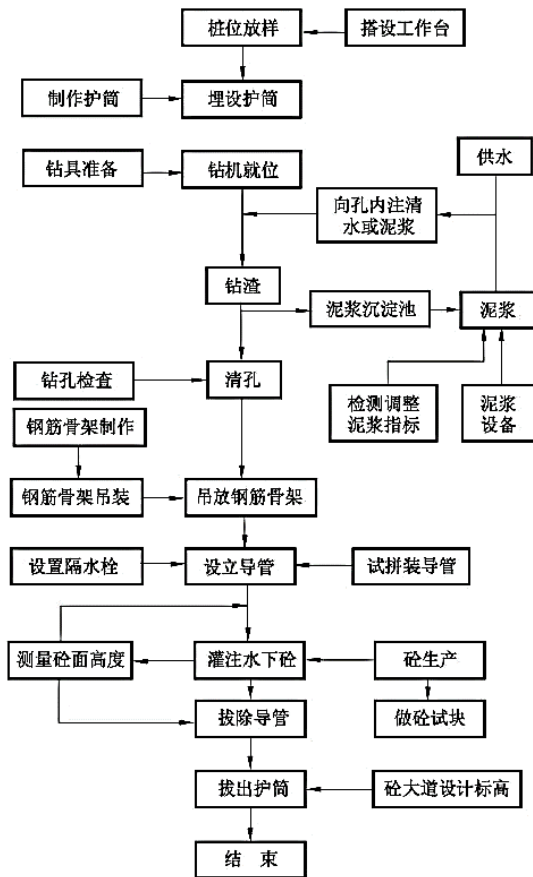 桩位放样
搭设工作台
制作护筒
埋设护筒
钻具准备
钻机就位
供水
向孔内注清
水或泥浆
钻渣
泥浆沉淀池
泥浆
钻孔检查
清孔
检测调整
泥浆指标
泥浆
设备
钢筋骨架制作
钢筋骨架吊装
吊放钢筋骨架
设置隔水栓
设立导管
试拼装导管
测量砼面高度
灌注水下砼
砼生产
拔除导管
做砼试块
拔出护筒
砼大道设计标高
结 束